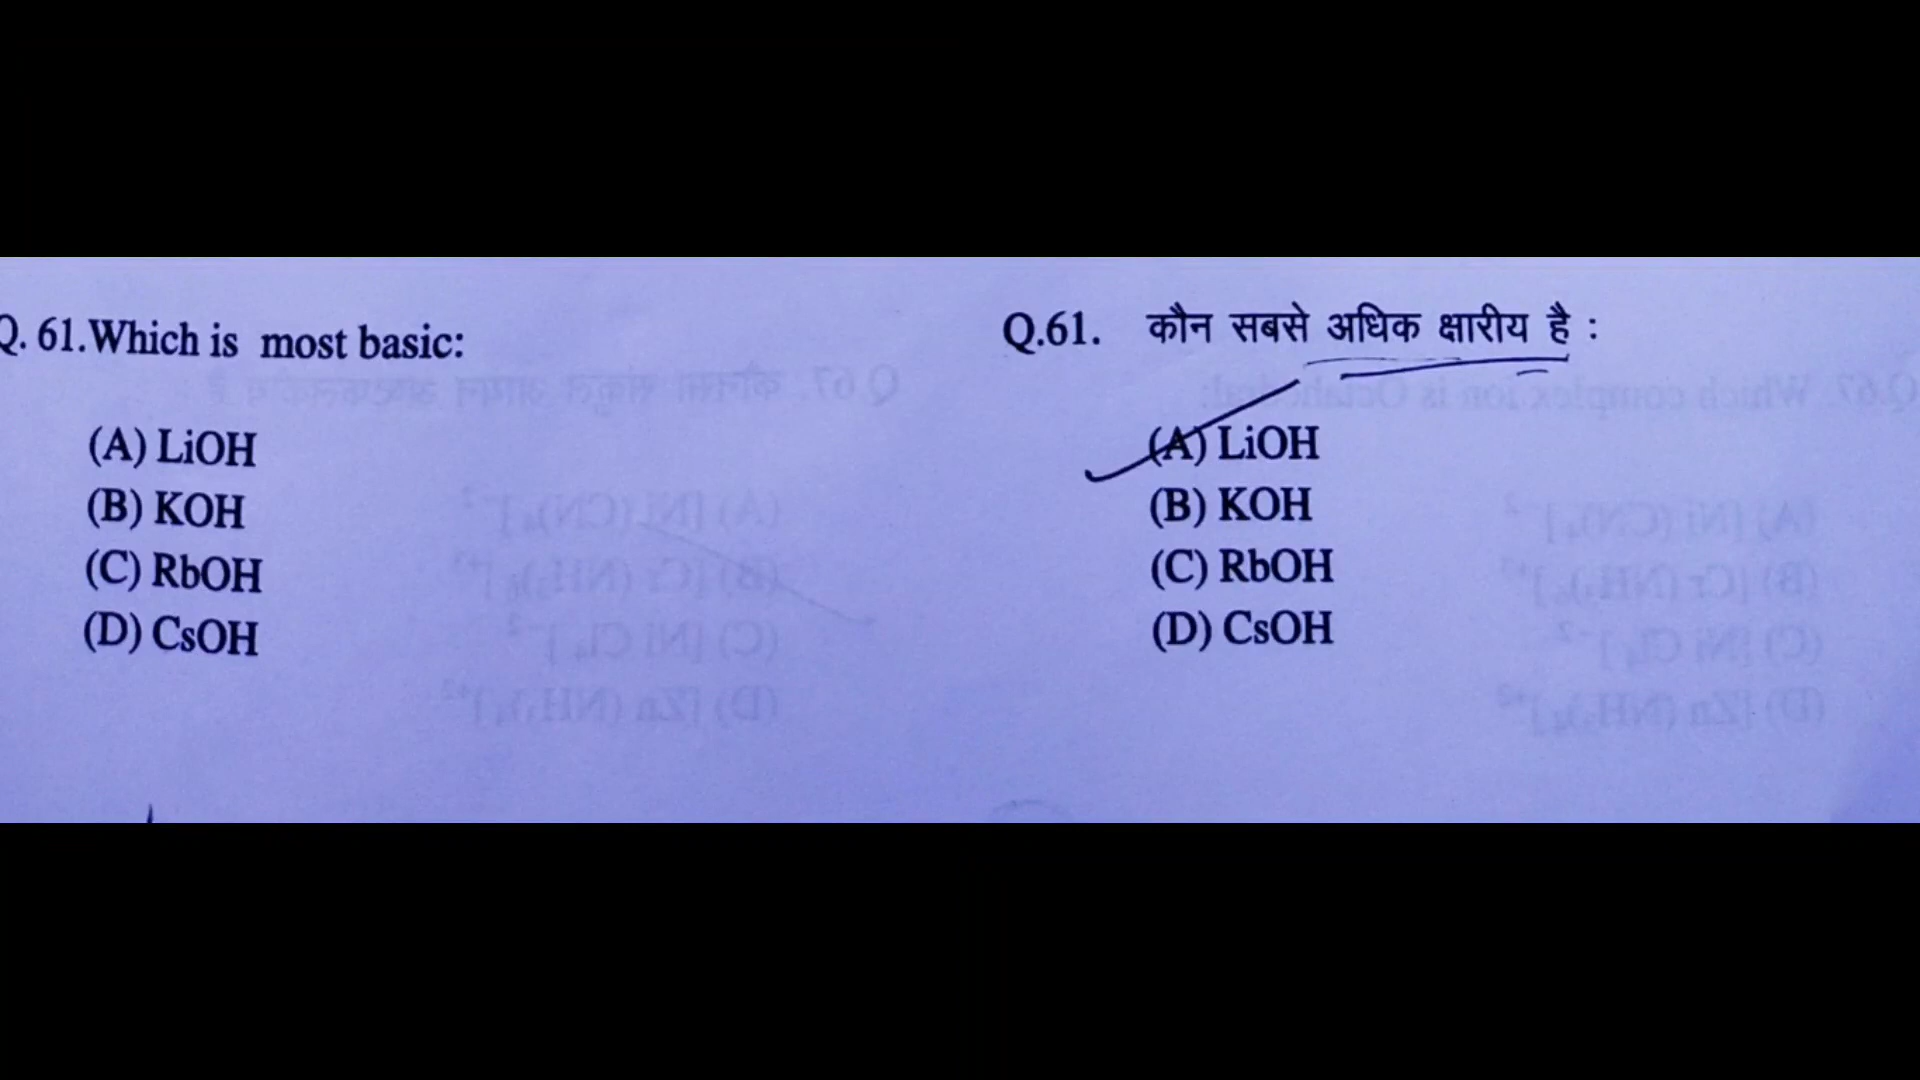 Q. 61.Which is most basic:
(A) LiOH
(B) KOH
(C) RbOH
(D) CsOH
Q.61. कौन सबसे अधिक क्षारीय है :
(A) LiOH
(B) KOH
(C) RbOH
(D) CsOH